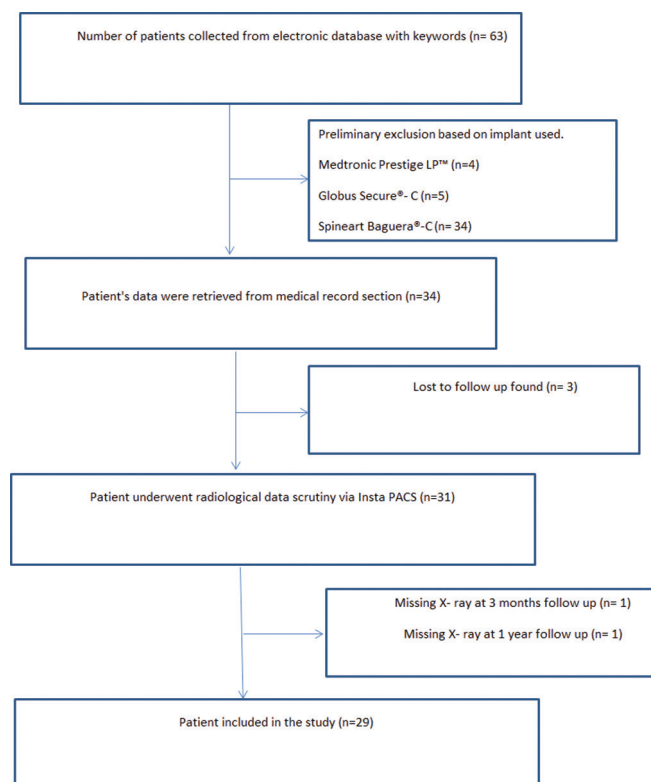 Number of patients collected from electronic database with keywords (n= 63)
Preliminary exclusion based on implant used.
Medtronic Prestige LP™ (n=4)
Globus Secure®- C (n=5)
Spineart Baguera®-C (n= 34)
Patient's data were retrieved from medical record section (n=34)
Lost to follow up found (n= 3)
Patient underwent radiological data scrutiny via Insta PACS (n=31)
Missing X- ray at 3 months follow up (n= 1)
Missing X- ray at 1 year follow up (n= 1)
Patient included in the study (n=29)